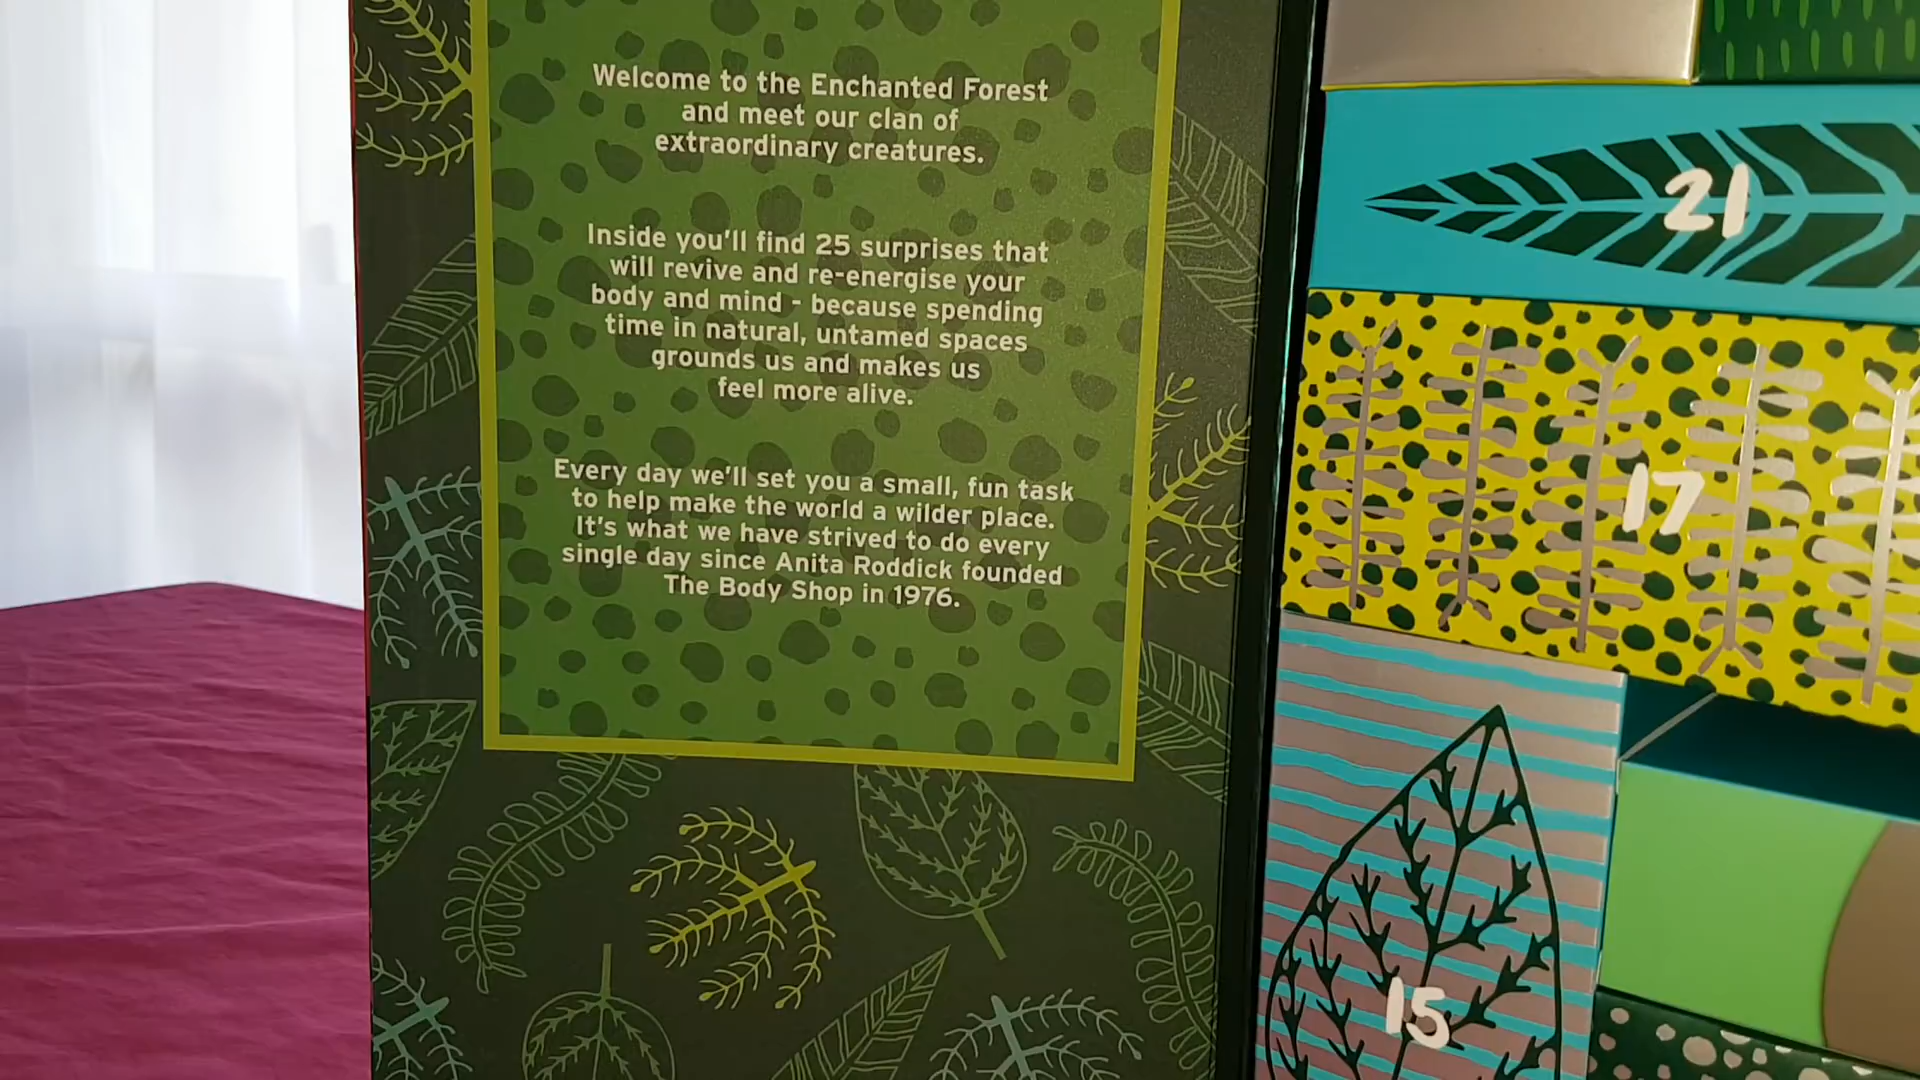 Welcome to the Enchanted Forest
and meet our clan of
extraordinary creatures.
Inside you'll find 25 surprises that
will revive and re-energise your
body and mind - because spending
time in natural, untamed spaces
grounds us and makes us
feel more alive.
Every day we'll set you a small, fun task
to help make the world a wilder place.
It's what we have strived to do every
single day since Anita Roddick founded
The Body Shop in 1976.
21
17
15